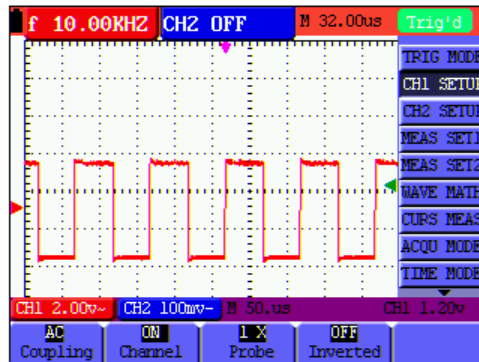 f 10.00KHZ CH2 OFF M 32.00us Trig'd
TRIG MODE
CH1 SETUP
CH2 SETUP
MEAS SET1
MEAS SET2
WAVE MATH
CURS MEAS
ACQU MODE
TIME MODE
CH1 2.00v~ CH2 100mv- M 50.us CH1 1.20v
AC ON 1 X OFF
Coupling Channel Probe Inverted